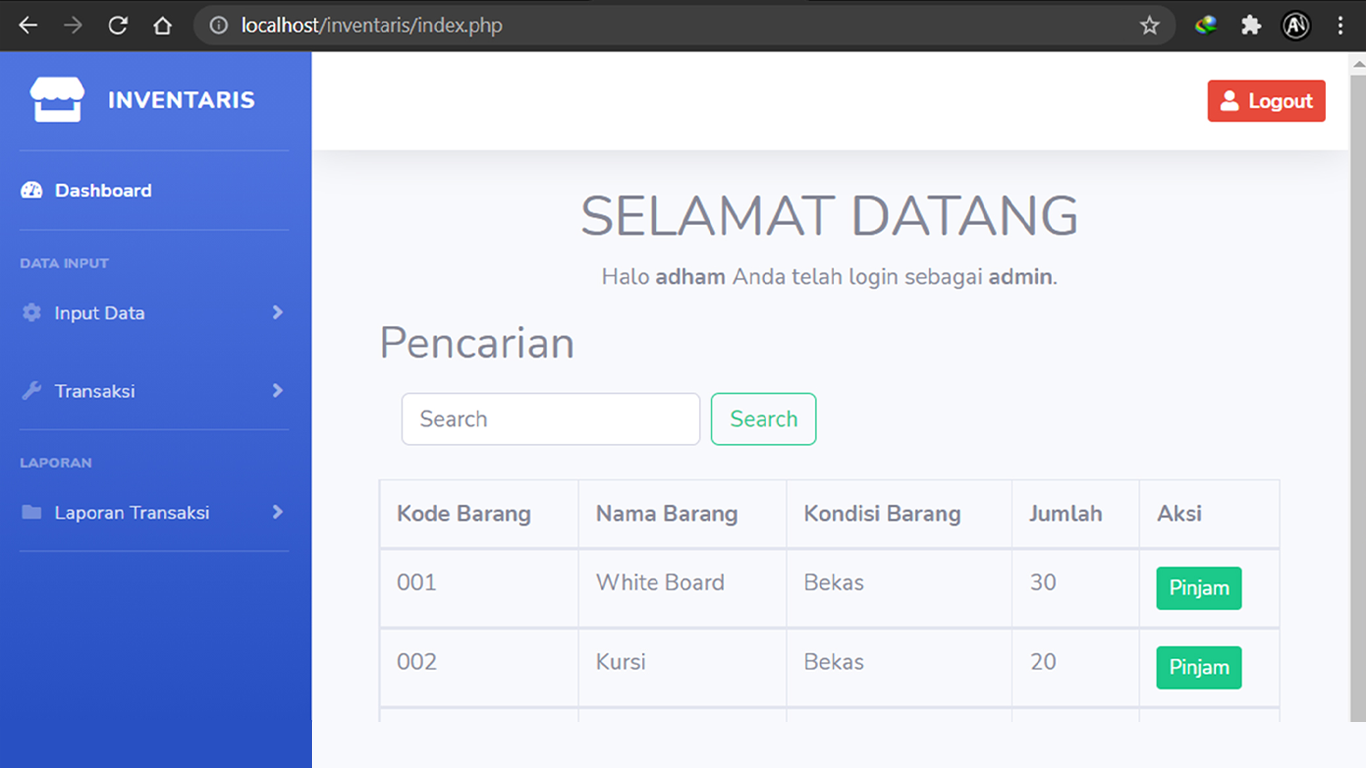 localhost/inventaris/index.php
INVENTARIS
Logout
Dashboard
DATA INPUT
Input Data
Transaksi
LAPORAN
Laporan Transaksi
SELAMAT DATANG
Halo adham Anda telah login sebagai admin.
Pencarian
Search Search
Kode Barang Nama Barang Kondisi Barang Jumlah Aksi
001 White Board Bekas 30 Pinjam
002 Kursi Bekas 20 Pinjam